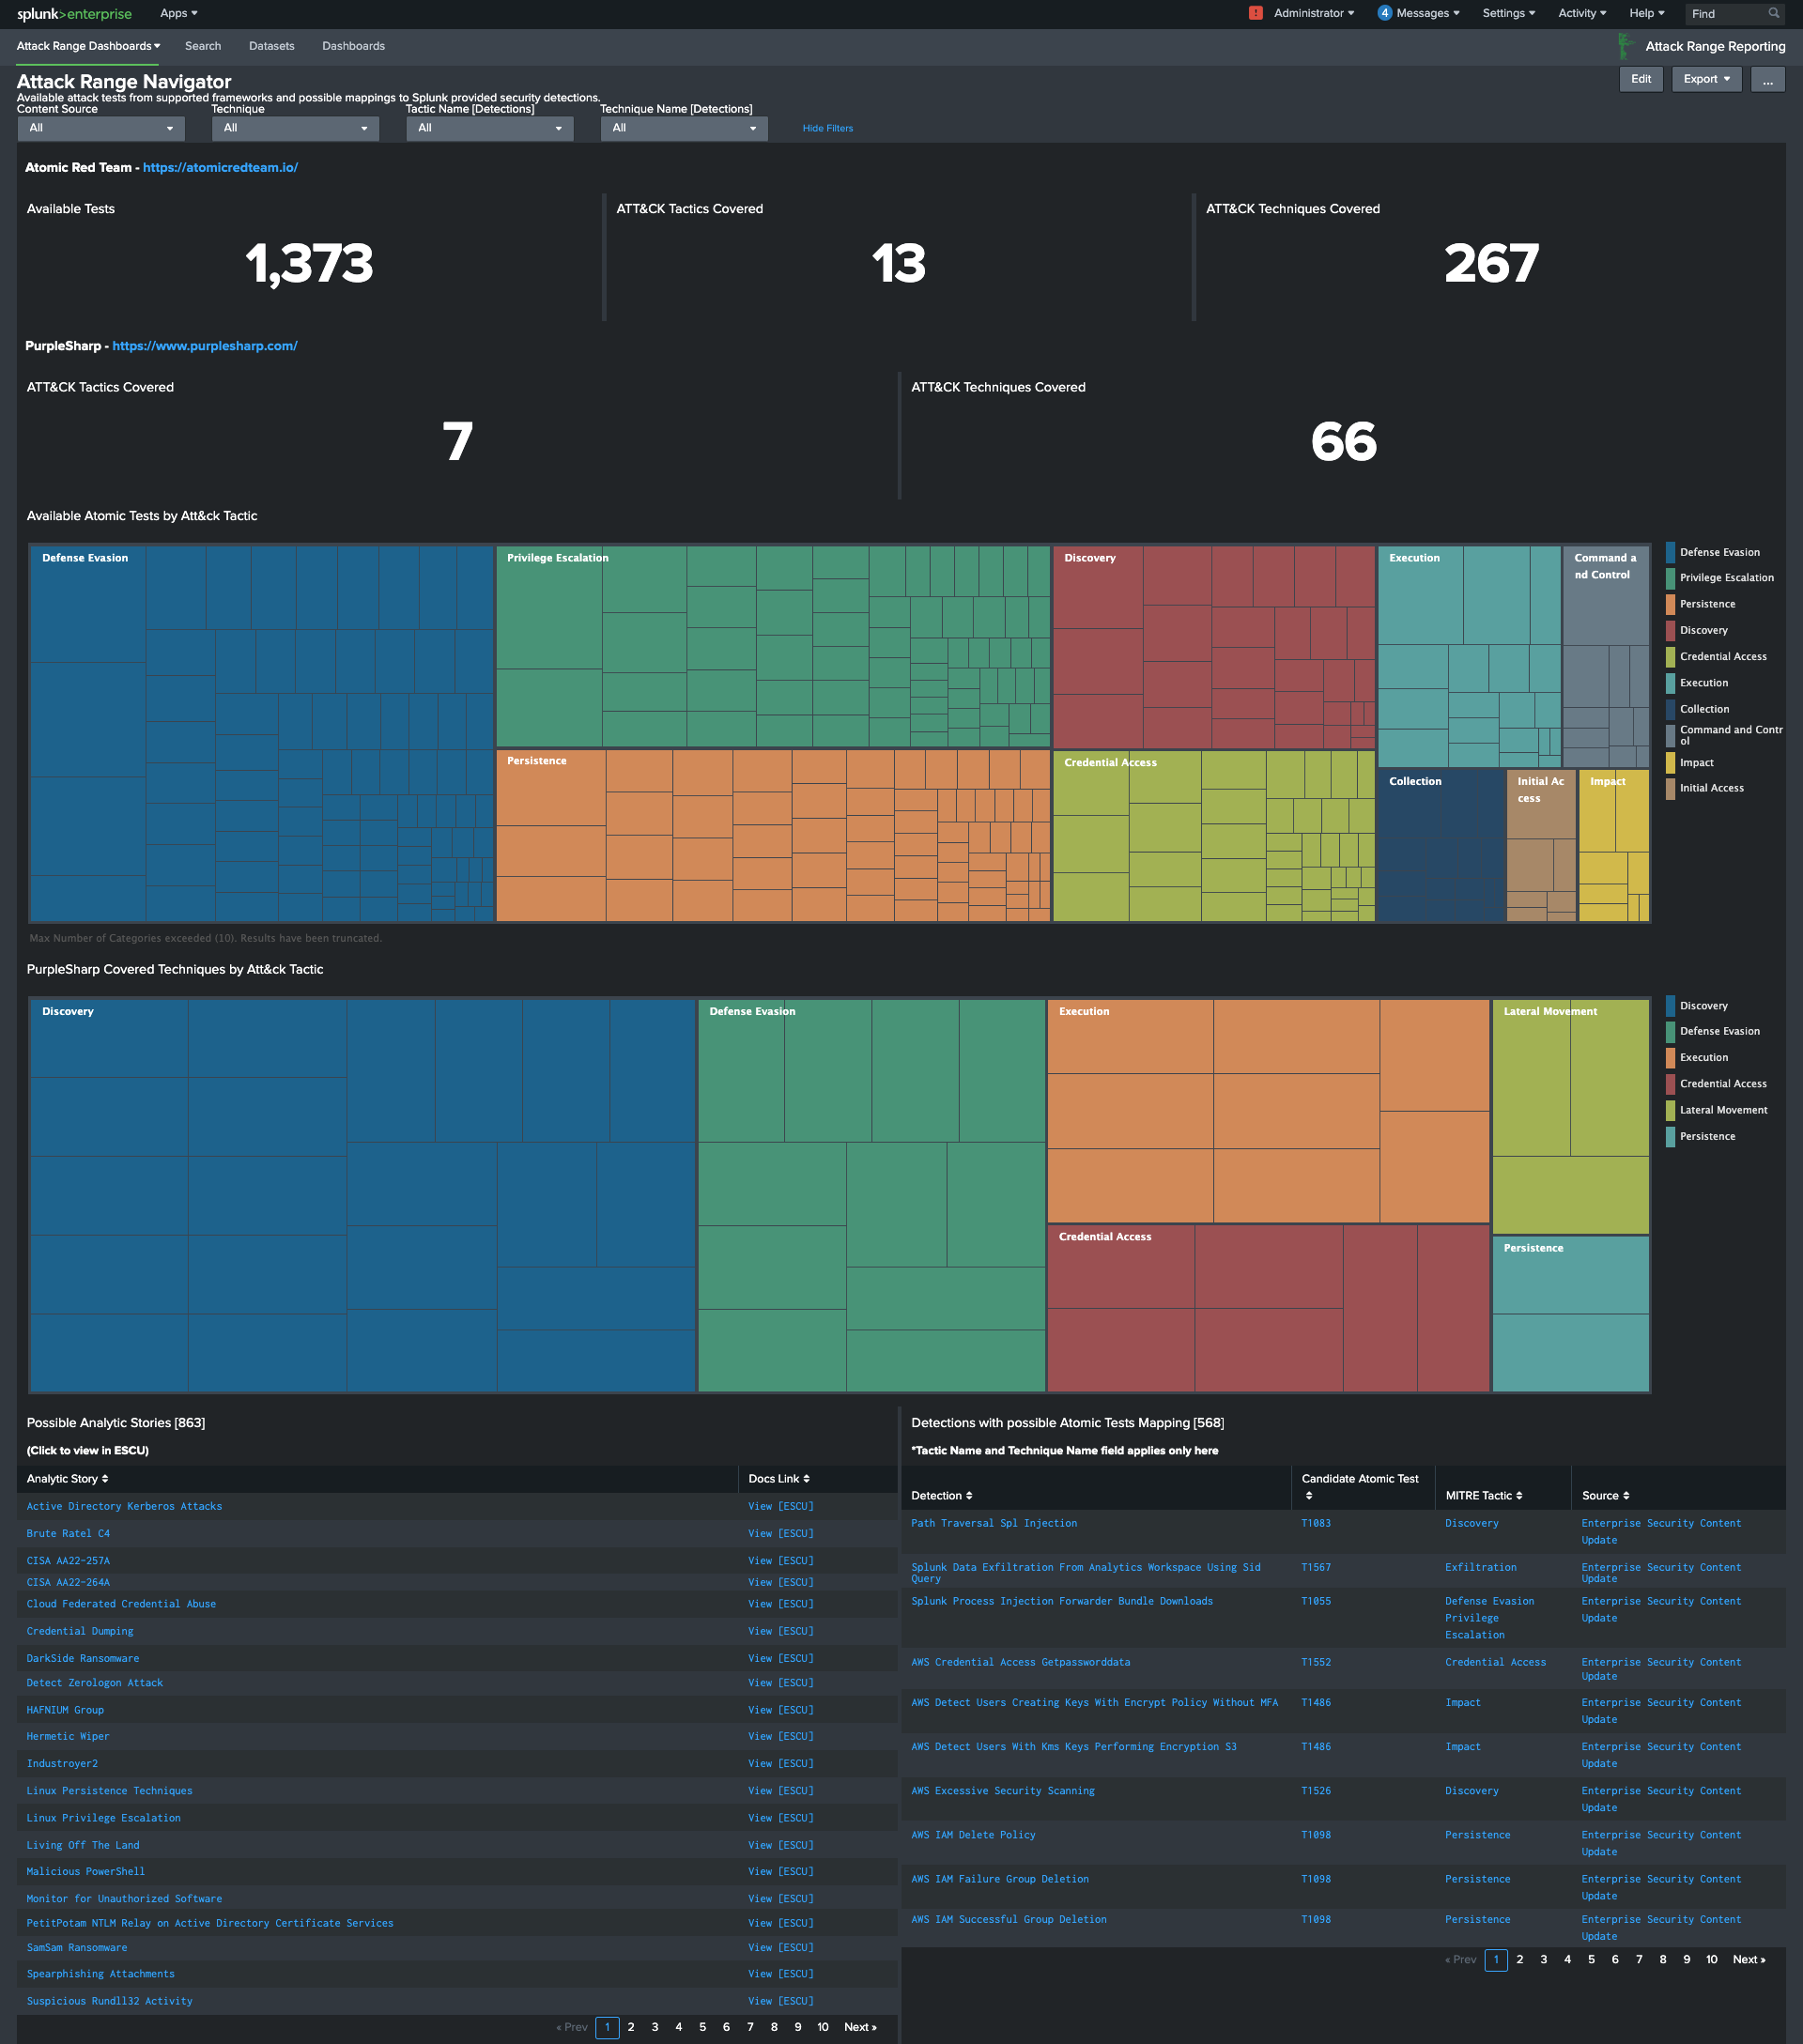 splunk>enterprise Apps
! Administrator 4 Messages Settings Activity Help Find
Attack Range Dashboards Search Datasets Dashboards
Attack Range Reporting
Attack Range Navigator
Edit Export ...
Available attack tests from supported frameworks and possible mappings to Splunk provided security detections.
Content Source Technique Tactic Name [Detections] Technique Name [Detections]
All All All All Hide Filters
Atomic Red Team - https://atomicredteam.io/
Available Tests ATT&CK Tactics Covered ATT&CK Techniques Covered
1,373 13 267
PurpleSharp - https://www.purplesharp.com/
ATT&CK Tactics Covered ATT&CK Techniques Covered
7 66
Available Atomic Tests by Att&ck Tactic
Defense Evasion
Privilege Escalation
Discovery
Execution
Command a
nd Control
Persistence
Credential Access
Collection
Initial Ac
cess
Impact
Defense Evasion
Privilege Escalation
Persistence
Discovery
Credential Access
Execution
Collection
Command and Contr
ol
Impact
Initial Access
Max Number of Categories exceeded (10). Results have been truncated.
PurpleSharp Covered Techniques by Att&ck Tactic
Discovery
Defense Evasion
Execution
Lateral Movement
Credential Access
Persistence
Discovery
Defense Evasion
Execution
Credential Access
Lateral Movement
Persistence
Possible Analytic Stories [863]
(Click to view in ESCU)
Analytic Story Docs Link
Active Directory Kerberos Attacks View [ESCU]
Brute Ratel C4 View [ESCU]
CISA AA22-257A View [ESCU]
CISA AA22-264A View [ESCU]
Cloud Federated Credential Abuse View [ESCU]
Credential Dumping View [ESCU]
DarkSide Ransomware View [ESCU]
Detect Zerologon Attack View [ESCU]
HAFNIUM Group View [ESCU]
Hermetic Wiper View [ESCU]
Industroyer2 View [ESCU]
Linux Persistence Techniques View [ESCU]
Linux Privilege Escalation View [ESCU]
Living Off The Land View [ESCU]
Malicious PowerShell View [ESCU]
Monitor for Unauthorized Software View [ESCU]
PetitPotam NTLM Relay on Active Directory Certificate Services View [ESCU]
SamSam Ransomware View [ESCU]
Spearphishing Attachments View [ESCU]
Suspicious Rundll32 Activity View [ESCU]
« Prev 1 2 3 4 5 6 7 8 9 10 Next »
Detections with possible Atomic Tests Mapping [568]
*Tactic Name and Technique Name field applies only here
Candidate Atomic Test
Detection MITRE Tactic Source
Path Traversal Spl Injection T1083 Discovery Enterprise Security Content
Update
Splunk Data Exfiltration From Analytics Workspace Using Sid T1567 Exfiltration Enterprise Security Content
Query Update
Splunk Process Injection Forwarder Bundle Downloads T1055 Defense Evasion Enterprise Security Content
Privilege Update
Escalation
AWS Credential Access Getpassworddata T1552 Credential Access Enterprise Security Content
Update
AWS Detect Users Creating Keys With Encrypt Policy Without MFA T1486 Impact Enterprise Security Content
Update
AWS Detect Users With Kms Keys Performing Encryption S3 T1486 Impact Enterprise Security Content
Update
AWS Excessive Security Scanning T1526 Discovery Enterprise Security Content
Update
AWS IAM Delete Policy T1098 Persistence Enterprise Security Content
Update
AWS IAM Failure Group Deletion T1098 Persistence Enterprise Security Content
Update
AWS IAM Successful Group Deletion T1098 Persistence Enterprise Security Content
Update
« Prev 1 2 3 4 5 6 7 8 9 10 Next »